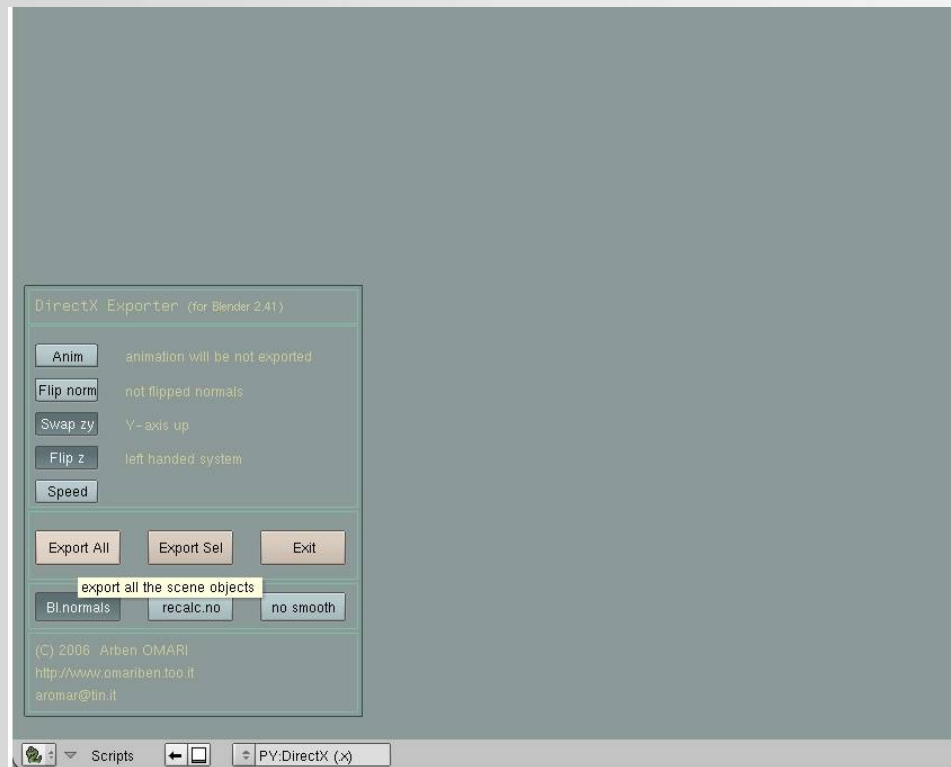 DirectX Exporter (for Blender 2.41)
Anim animation will be not exported
Flip norm not flipped normals
Swap zy Y-axis up
Flip z left handed system
Speed
Export All Export Sel Exit
export all the scene objects
Bl.normals recalc.no no smooth
(C) 2006 Arben OMARI
http://www.omariben.too.it
aromar@tin.it
Scripts PY:DirectX (.x)